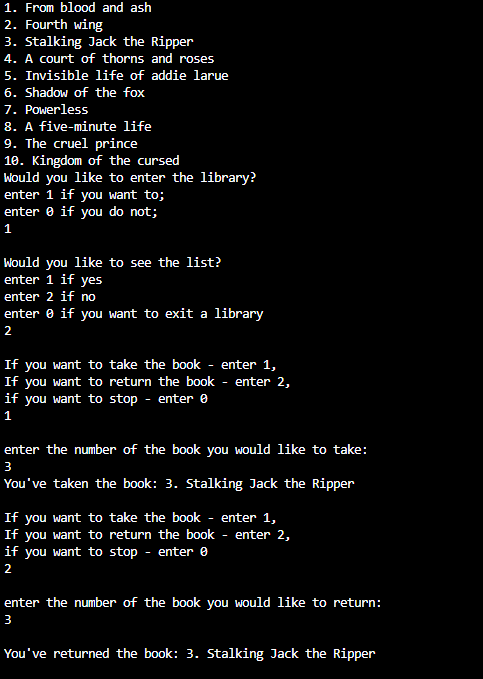 1. From blood and ash
2. Fourth wing
3. Stalking Jack the Ripper
4. A court of thorns and roses
5. Invisible life of addie larue
6. Shadow of the fox
7. Powerless
8. A five-minute life
9. The cruel prince
10. Kingdom of the cursed
Would you like to enter the library?
enter 1 if you want to;
enter 0 if you do not;
1
Would you like to see the list?
enter 1 if yes
enter 2 if no
enter 0 if you want to exit a library
2
If you want to take the book - enter 1,
If you want to return the book - enter 2,
if you want to stop - enter 0
1
enter the number of the book you would like to take:
3
You've taken the book: 3. Stalking Jack the Ripper
If you want to take the book - enter 1,
If you want to return the book - enter 2,
if you want to stop - enter 0
2
enter the number of the book you would like to return:
3
You've returned the book: 3. Stalking Jack the Ripper